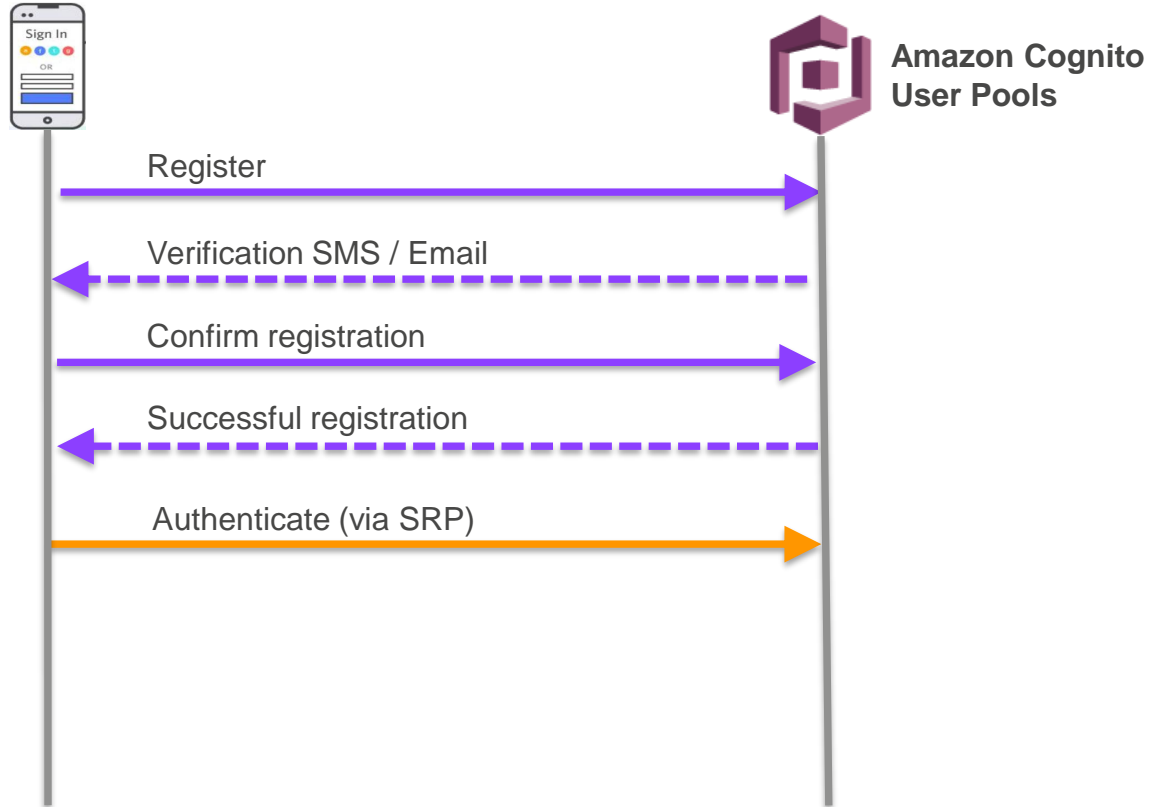 Sign In
OR
Amazon Cognito
User Pools
Register
Verification SMS / Email
Confirm registration
Successful registration
Authenticate (via SRP)